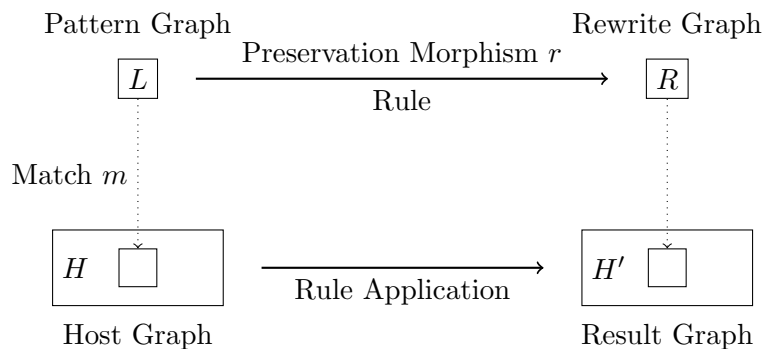 Pattern Graph
Rewrite Graph
Preservation Morphism r
L
R
Rule
Match m
H
H′
Rule Application
Host Graph
Result Graph